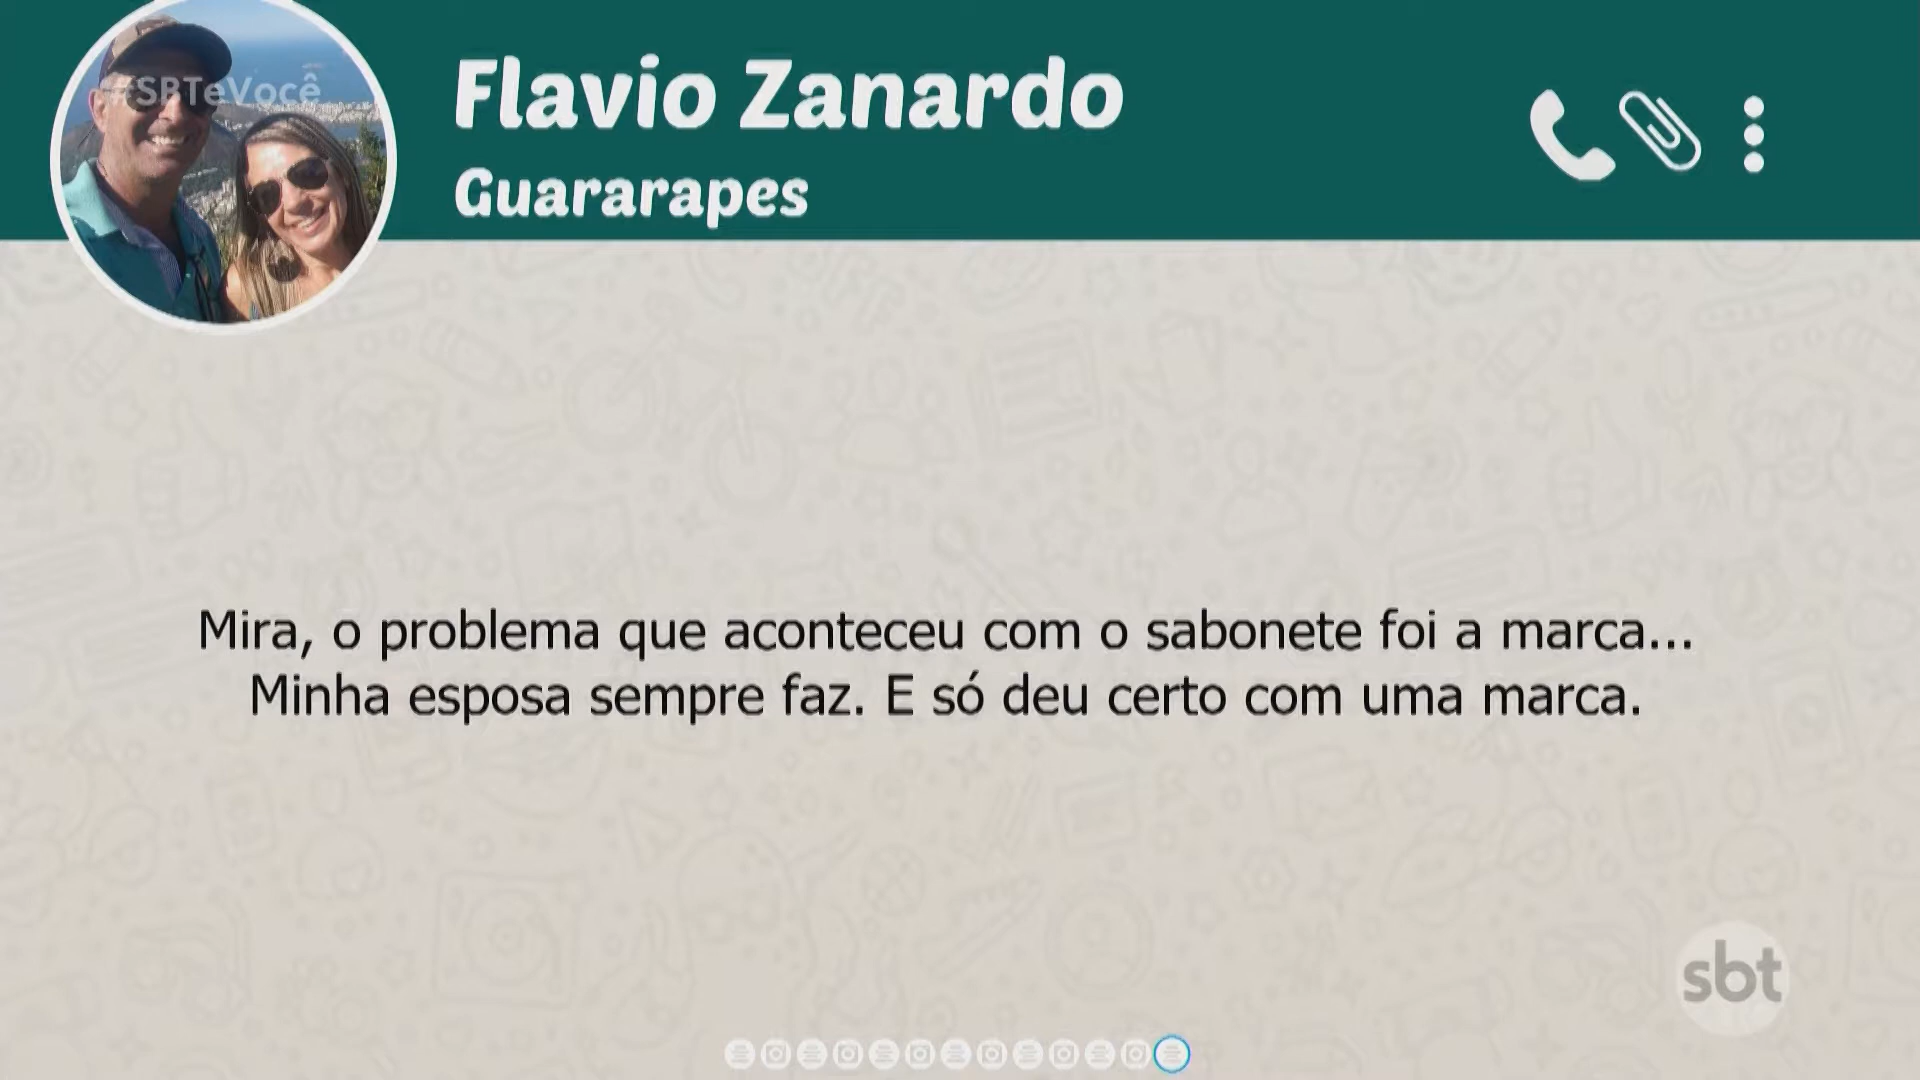 #SBTeVocê
Flavio Zanardo
Guararapes
Mira, o problema que aconteceu com o sabonete foi a marca...
Minha esposa sempre faz. E só deu certo com uma marca.
sbt